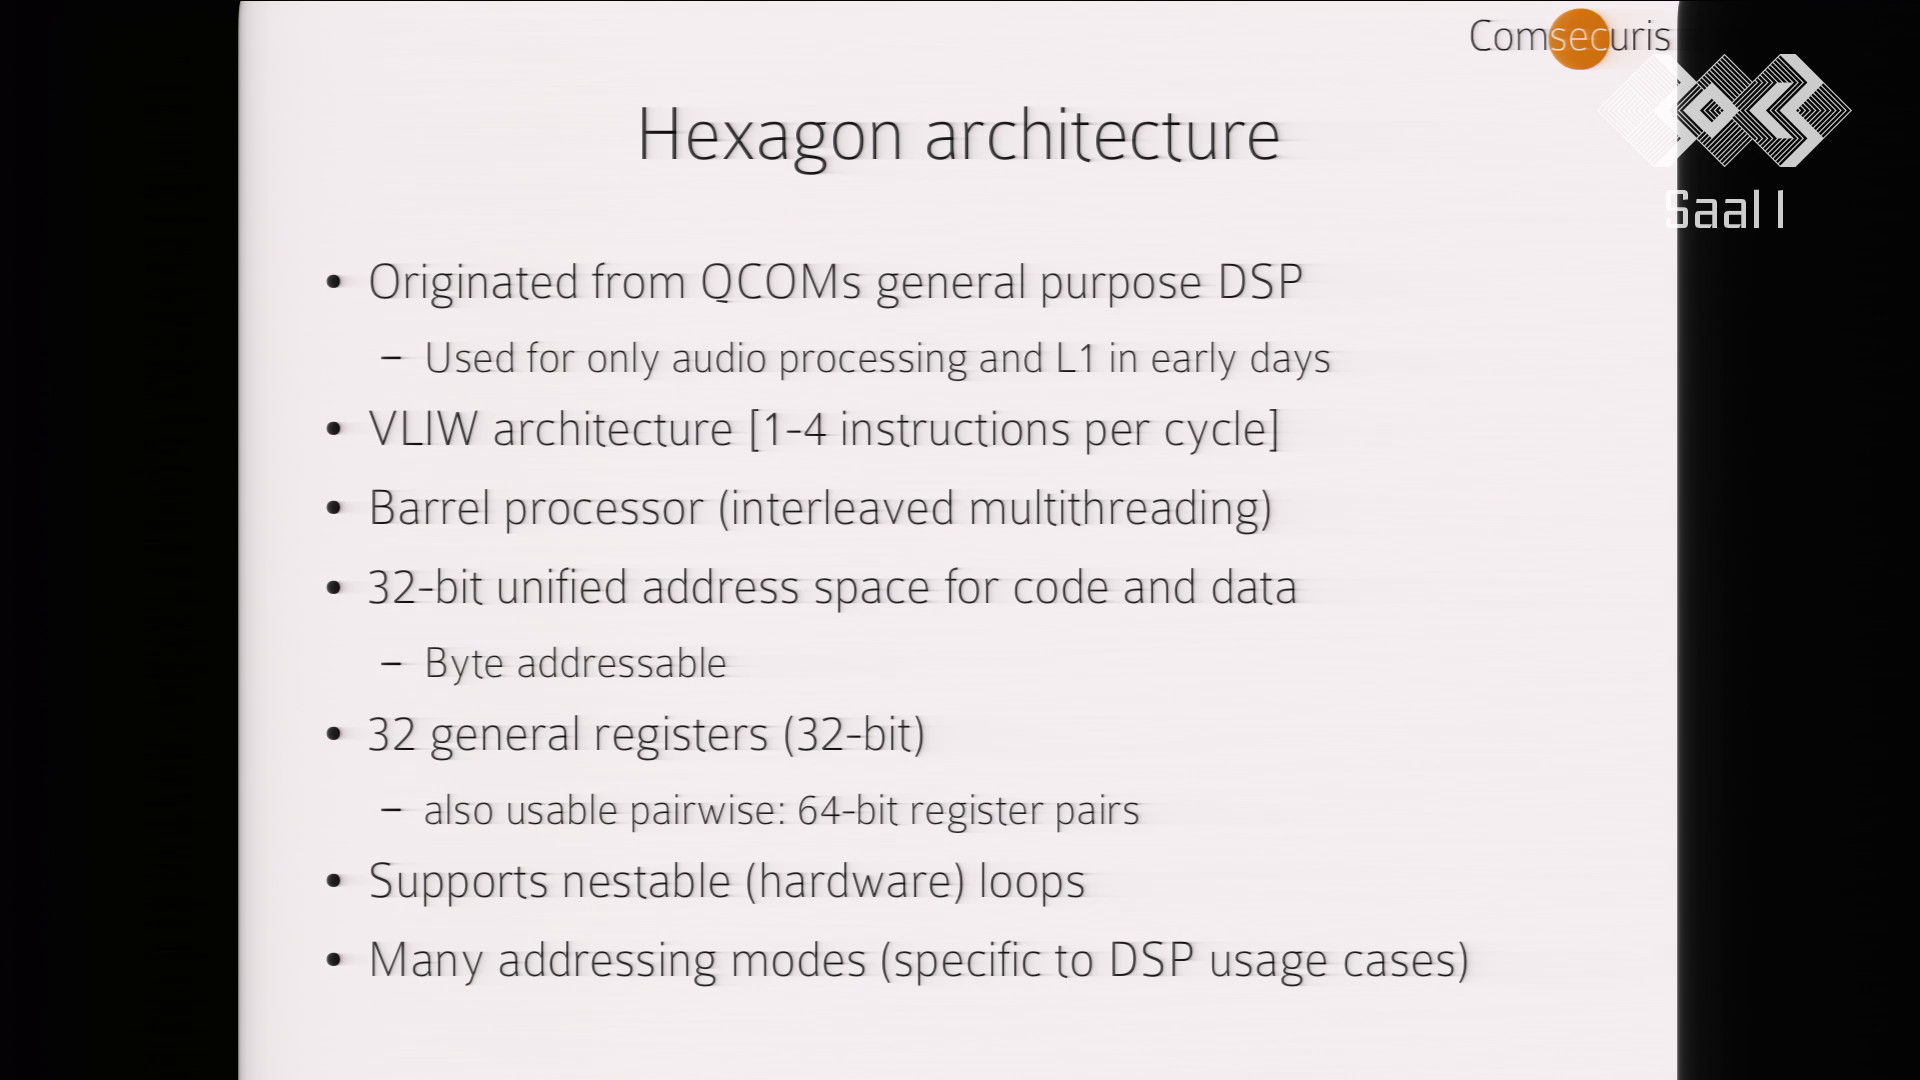 Comsecuris
Hexagon architecture
Saal 1
• Originated from QCOMs general purpose DSP
– Used for only audio processing and L1 in early days
• VLIW architecture [1-4 instructions per cycle]
• Barrel processor (interleaved multithreading)
• 32-bit unified address space for code and data
– Byte addressable
• 32 general registers (32-bit)
– also usable pairwise: 64-bit register pairs
• Supports nestable (hardware) loops
• Many addressing modes (specific to DSP usage cases)